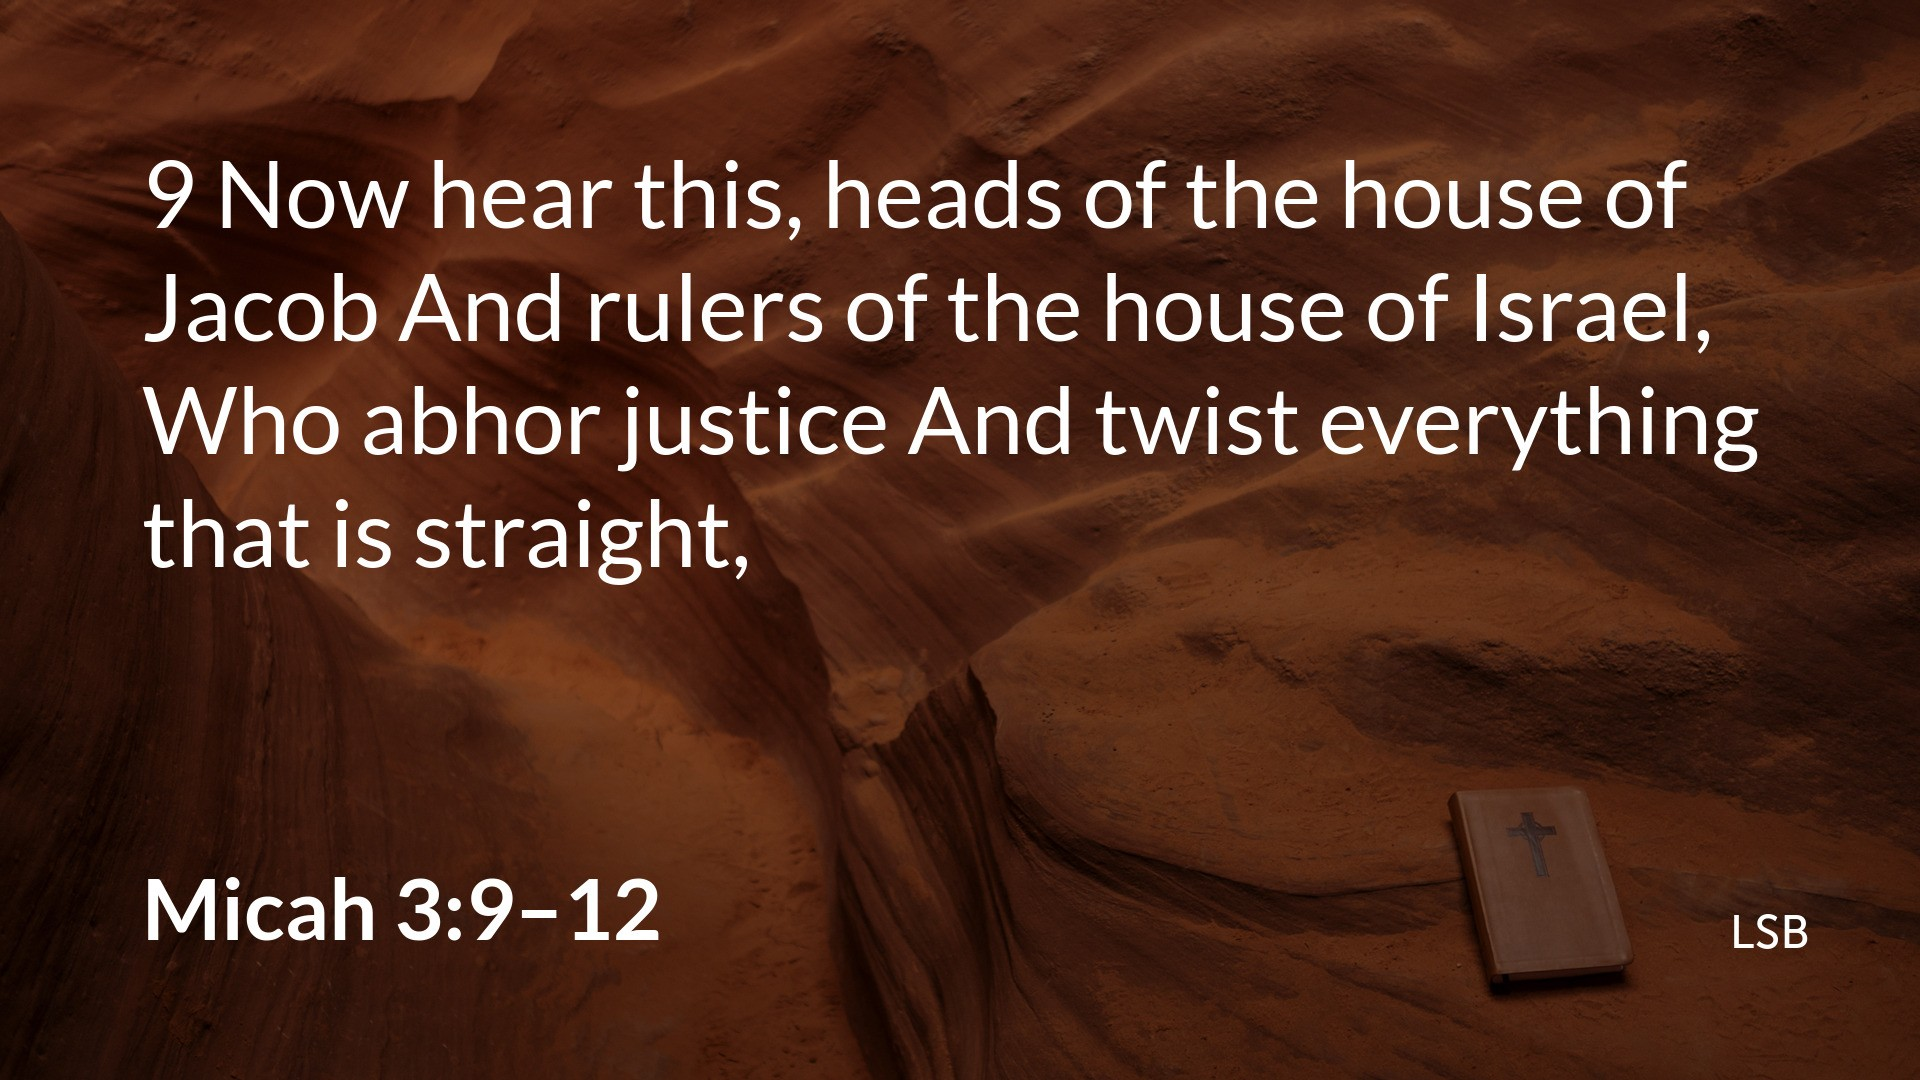 9 Now hear this, heads of the house of
Jacob And rulers of the house of Israel,
Who abhor justice And twist everything
that is straight,
Micah 3:9–12
LSB